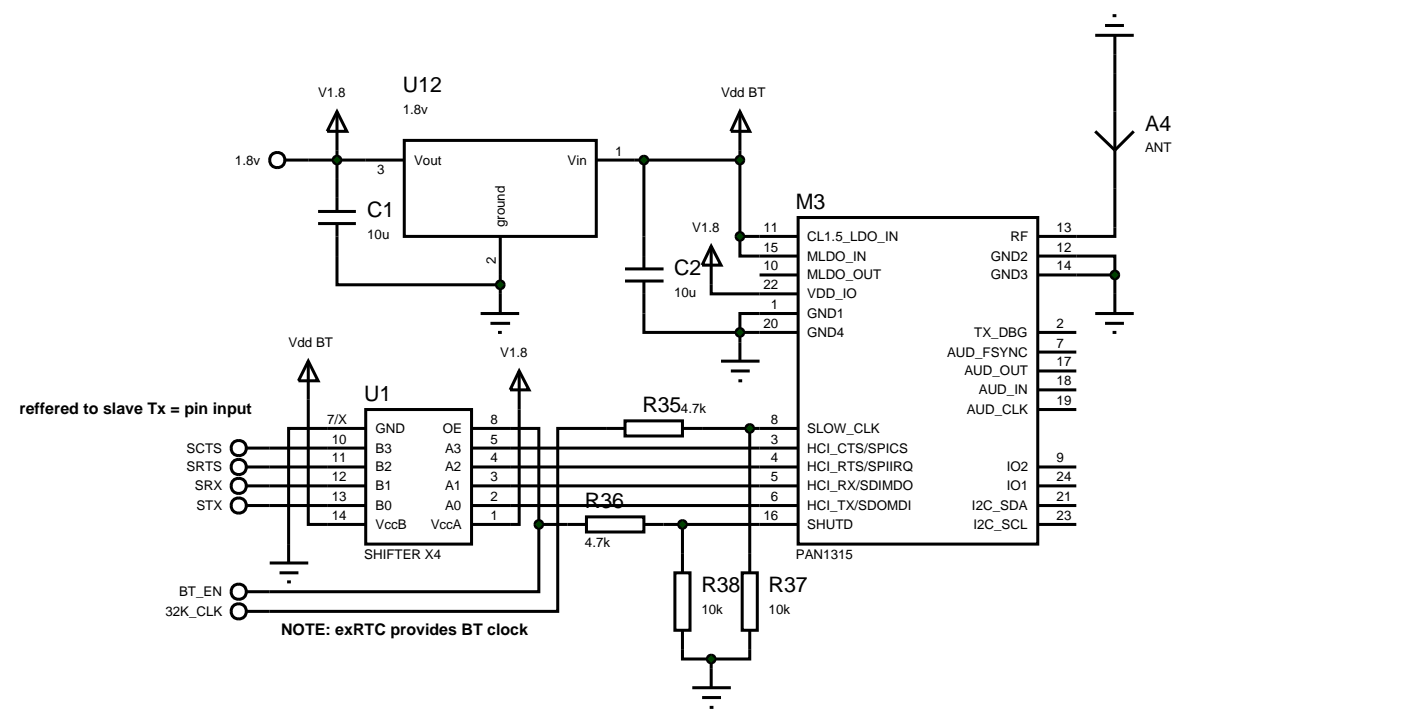 U12
1.8v
V1.8
1.8v
3
Vout
Vin
1
ground
2
C1
10u
Vdd BT
A4
ANT
C2
10u
V1.8
M3
11 CL1.5_LDO_IN
15 MLDO_IN
10 MLDO_OUT
22 VDD_IO
1 GND1
20 GND4
8 SLOW_CLK
3 HCI_CTS/SPICS
4 HCI_RTS/SPIIRQ
5 HCI_RX/SDIMDO
6 HCI_TX/SDOMDI
16 SHUTD
RF 13
GND2 12
GND3 14
TX_DBG 2
AUD_FSYNC 7
AUD_OUT 17
AUD_IN 18
AUD_CLK 19
IO2 9
IO1 24
I2C_SDA 21
I2C_SCL 23
PAN1315
Vdd BT
V1.8
U1
reffered to slave Tx = pin input
7/X GND OE 8
SCTS 10 B3 A3 5
SRTS 11 B2 A2 4
SRX 12 B1 A1 3
STX 13 B0 A0 2
14 VccB VccA 1
SHIFTER X4
R35 4.7k
R36
4.7k
R38
10k
R37
10k
BT_EN
32K_CLK
NOTE: exRTC provides BT clock